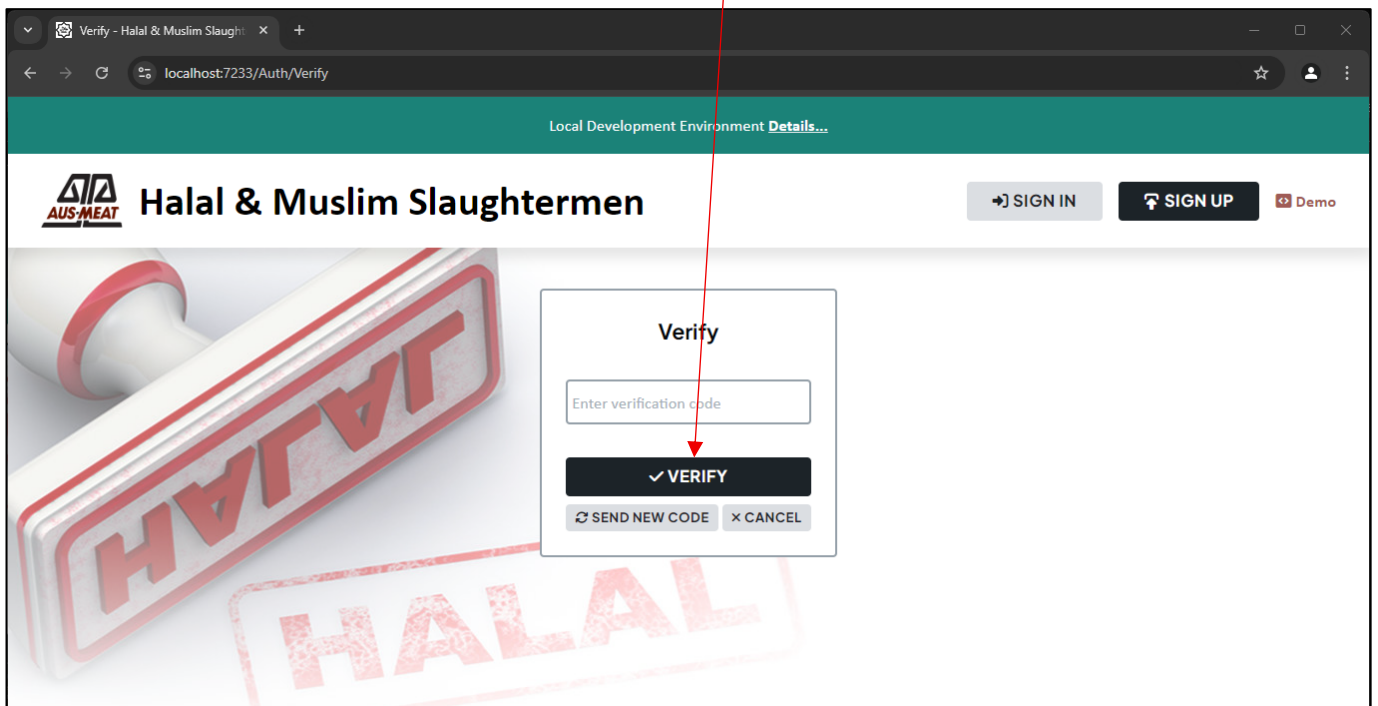 Verify - Halal & Muslim Slaught
localhost:7233/Auth/Verify
Local Development Environment Details...
AUS-MEAT
Halal & Muslim Slaughtermen
SIGN IN
SIGN UP
Demo
Verify
Enter verification code
VERIFY
SEND NEW CODE
CANCEL
HALAL
HALAL